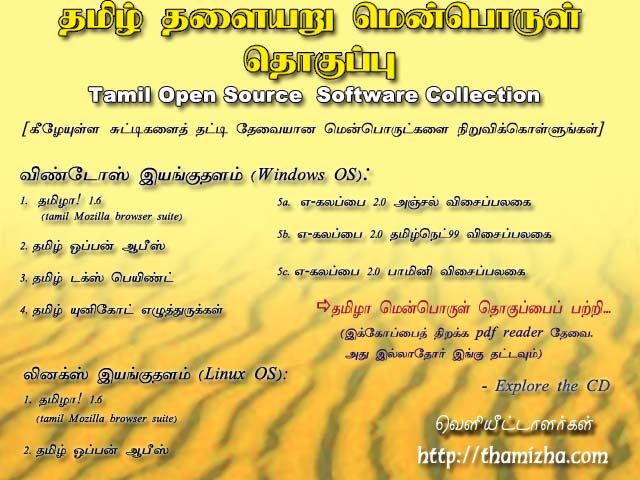 தமிழ் தளையறு மென்பொருள்
தொகுப்பு
Tamil Open Source Software Collection
[கீழேயுள்ள சுட்டிகளைத் தட்டி தேவையான மென்பொருட்களை நிறுவிக்கொள்ளுங்கள்]
விண்டோஸ் இயங்குதளம் (Windows OS):
1. தமிழா! 1.6
(tamil Mozilla browser suite)
2. தமிழ் ஒப்பன் ஆபீஸ்
3. தமிழ் டக்ஸ் பெயிண்ட்
4. தமிழ் யுனிகோட் எழுத்துருக்கள்
5a. எ-கலப்பை 2.0 அஞ்சல் விசைப்பலகை
5b. எ-கலப்பை 2.0 தமிழ்நெட்99 விசைப்பலகை
5c. எ-கலப்பை 2.0 பாமினி விசைப்பலகை
➪தமிழா மென்பொருள் தொகுப்பைப் பற்றி...
(இக்கோப்பைத் திறக்க pdf reader தேவை.
அது இல்லாதோர் இங்கு தட்டவும்)
லினக்ஸ் இயங்குதளம் (Linux OS):
1. தமிழா! 1.6
(tamil Mozilla browser suite)
2. தமிழ் ஒப்பன் ஆபீஸ்
- Explore the CD
வெளியீட்டாளர்கள்
http://thamizha.com